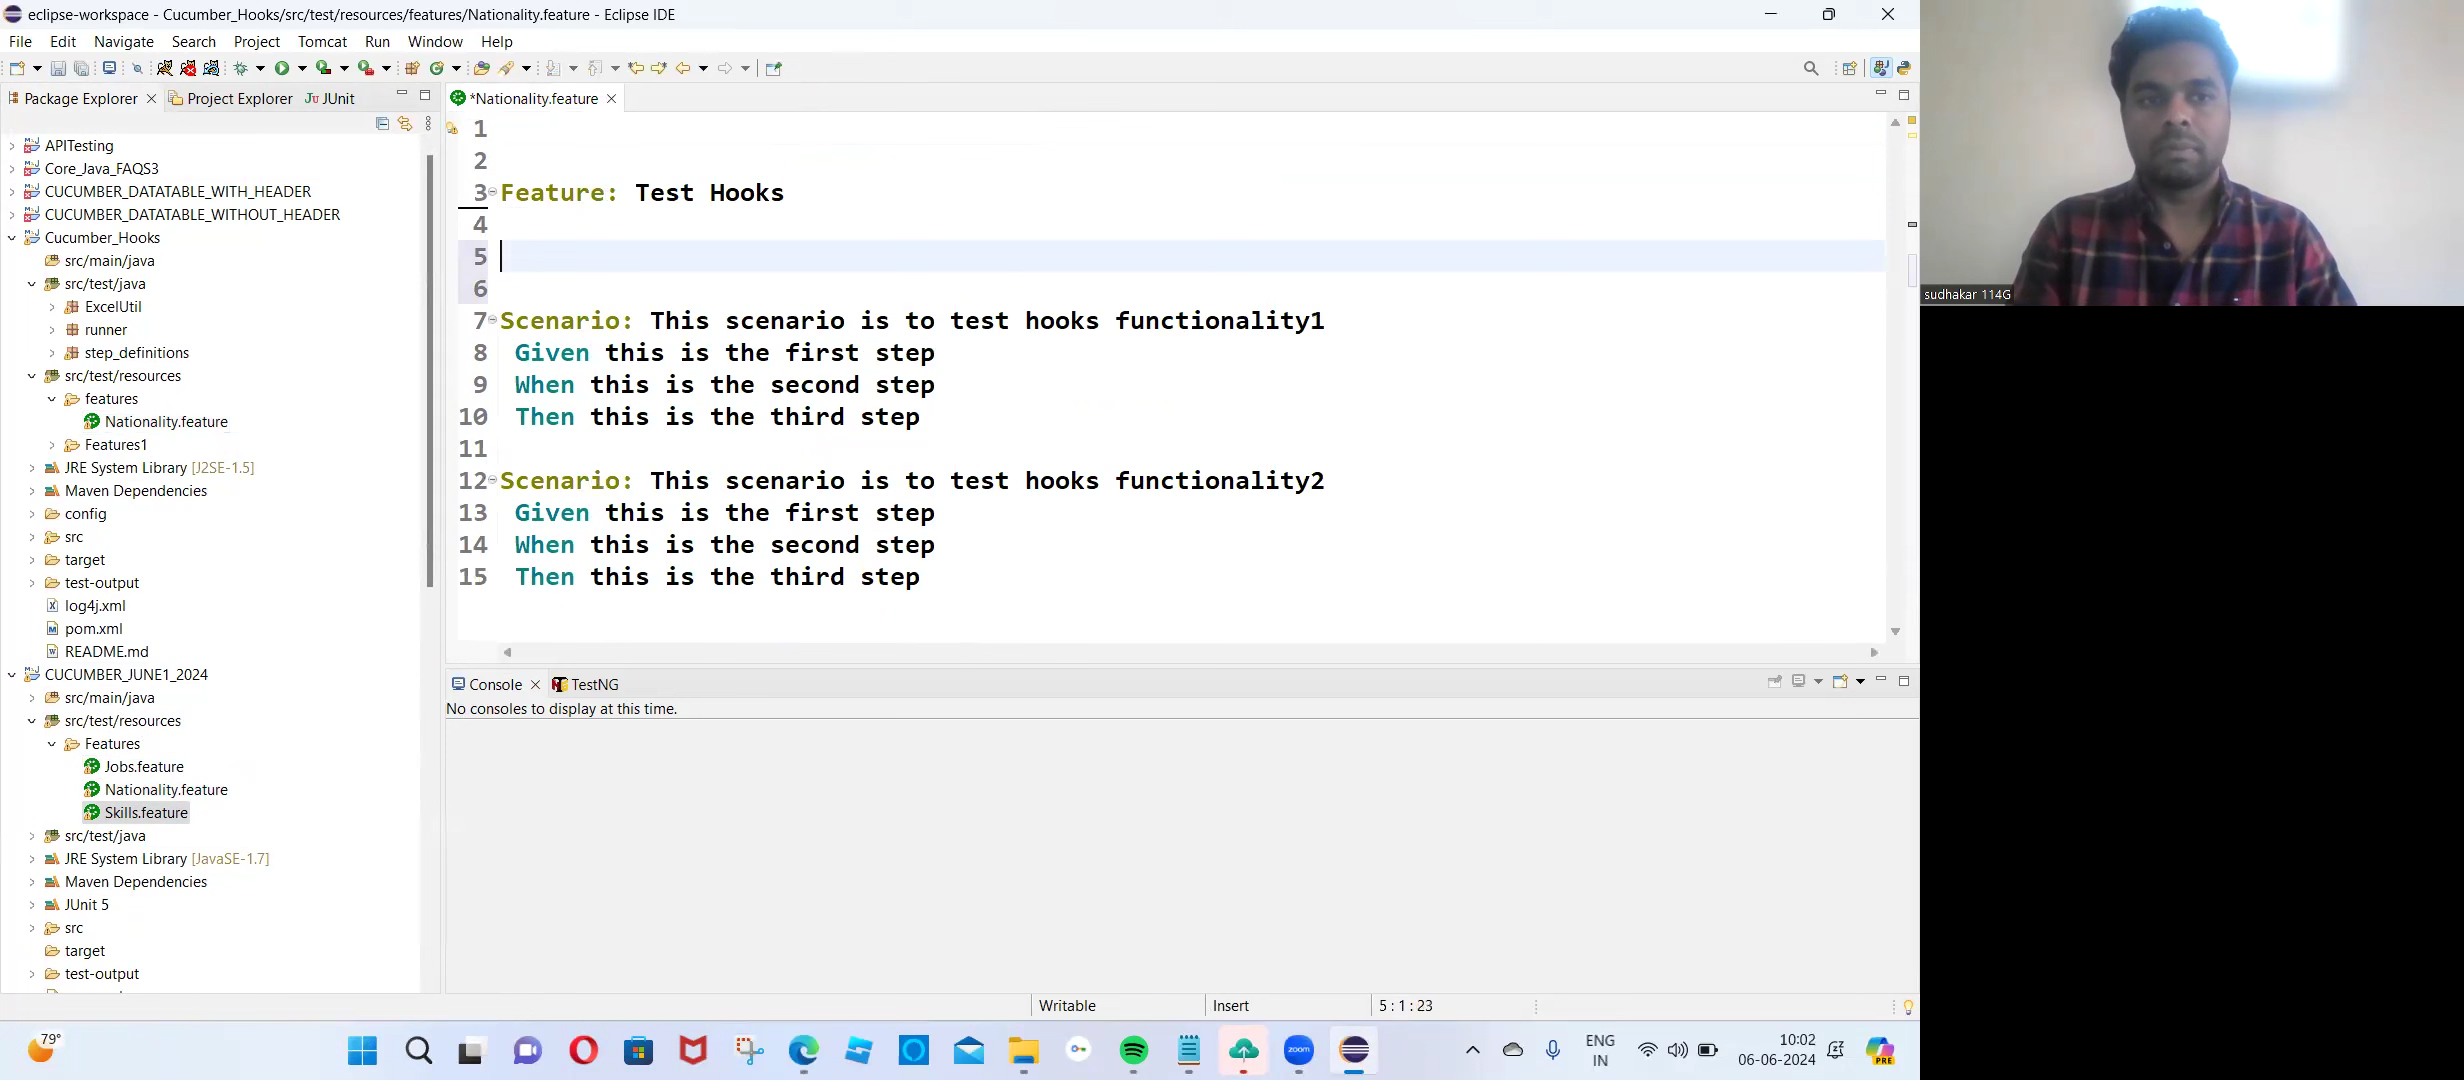 eclipse-workspace - Cucumber_Hooks/src/test/resources/features/Nationality.feature - Eclipse IDE
File Edit Navigate Search Project Tomcat Run Window Help
Package Explorer Project Explorer Ju JUnit
*Nationality.feature
APITesting
Core_Java_FAQS3
CUCUMBER_DATATABLE_WITH_HEADER
CUCUMBER_DATATABLE_WITHOUT_HEADER
Cucumber_Hooks
src/main/java
src/test/java
ExcelUtil
runner
step_definitions
src/test/resources
features
Nationality.feature
Features1
JRE System Library [J2SE-1.5]
Maven Dependencies
config
src
target
test-output
log4j.xml
pom.xml
README.md
CUCUMBER_JUNE1_2024
src/main/java
src/test/resources
Features
Jobs.feature
Nationality.feature
Skills.feature
src/test/java
JRE System Library [JavaSE-1.7]
Maven Dependencies
JUnit 5
src
target
test-output
1
2
3 Feature: Test Hooks
4
5
6
7 Scenario: This scenario is to test hooks functionality1
8 Given this is the first step
9 When this is the second step
10 Then this is the third step
11
12 Scenario: This scenario is to test hooks functionality2
13 Given this is the first step
14 When this is the second step
15 Then this is the third step
Console TestNG
No consoles to display at this time.
Writable Insert 5 : 1 : 23
sudhakar 114G
79°
zoom
ENG
IN
10:02
06-06-2024
PRE